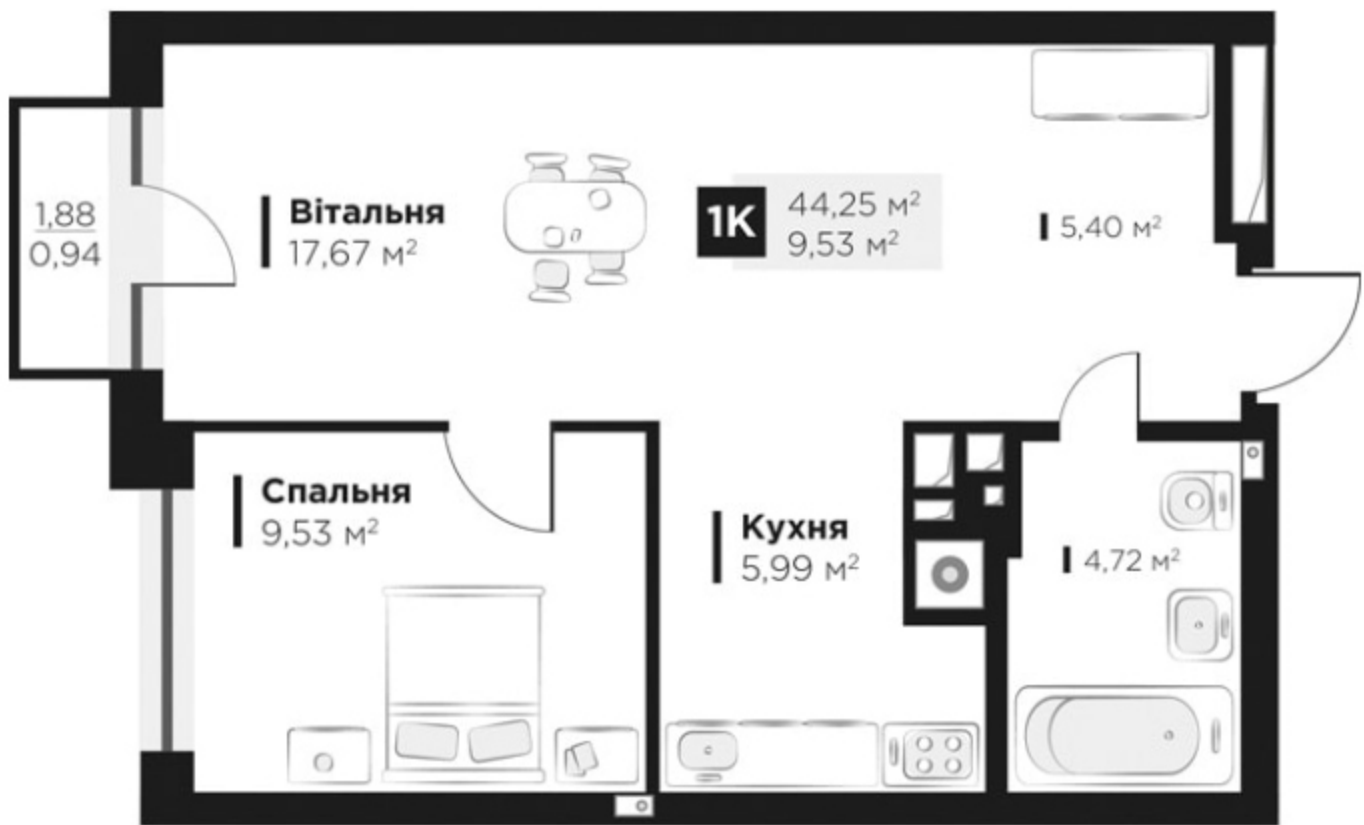 1,88
0,94
Вітальня
17,67 м²
1К
44,25 м²
9,53 м²
5,40 м²
Спальня
9,53 м²
Кухня
5,99 м²
4,72 м²